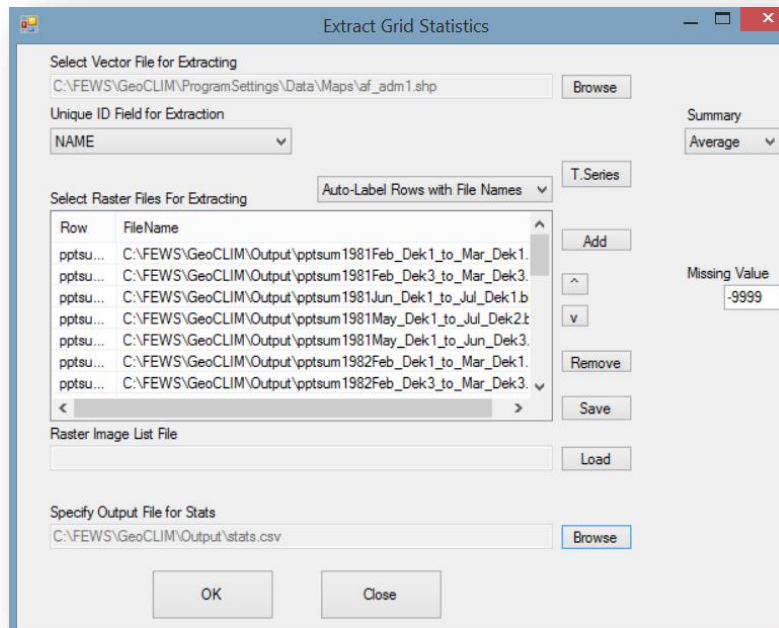 Extract Grid Statistics
Select Vector File for Extracting
C:\FEWS\GeoCLIM\ProgramSettings\Data\Maps\af_adm1.shp
Browse
Unique ID Field for Extraction
Summary
NAME
Average
T.Series
Select Raster Files For Extracting
Auto-Label Rows with File Names
Row FileName
Add
pptsu... C:\FEWS\GeoCLIM\Output\pptsum1981Feb_Dek1_to_Mar_Dek1.
pptsu... C:\FEWS\GeoCLIM\Output\pptsum1981Feb_Dek3_to_Mar_Dek3.
Missing Value
^
pptsu... C:\FEWS\GeoCLIM\Output\pptsum1981Jun_Dek1_to_Jul_Dek1.bi
-9999
pptsu... C:\FEWS\GeoCLIM\Output\pptsum1981May_Dek1_to_Jul_Dek2.b
v
pptsu... C:\FEWS\GeoCLIM\Output\pptsum1981May_Dek1_to_Jun_Dek3.
pptsu... C:\FEWS\GeoCLIM\Output\pptsum1982Feb_Dek1_to_Mar_Dek1.
Remove
pptsu... C:\FEWS\GeoCLIM\Output\pptsum1982Feb_Dek3_to_Mar_Dek3.
Save
Raster Image List File
Load
Specify Output File for Stats
C:\FEWS\GeoCLIM\Output\stats.csv
Browse
OK
Close